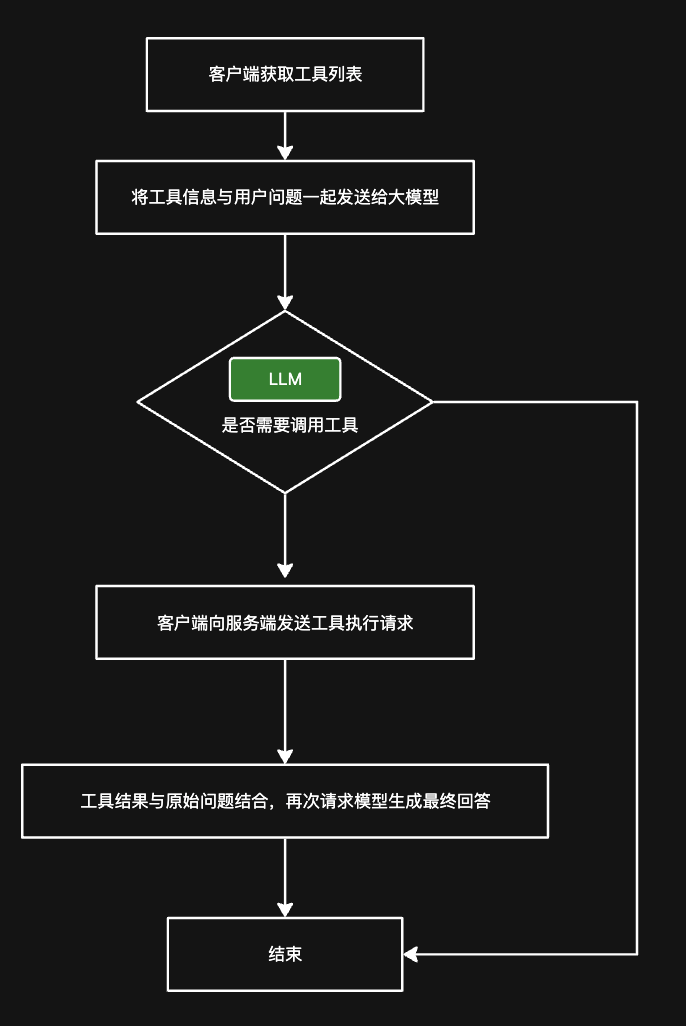 客户端获取工具列表
将工具信息与用户问题一起发送给大模型
LLM
是否需要调用工具
客户端向服务端发送工具执行请求
工具结果与原始问题结合，再次请求模型生成最终回答
结束